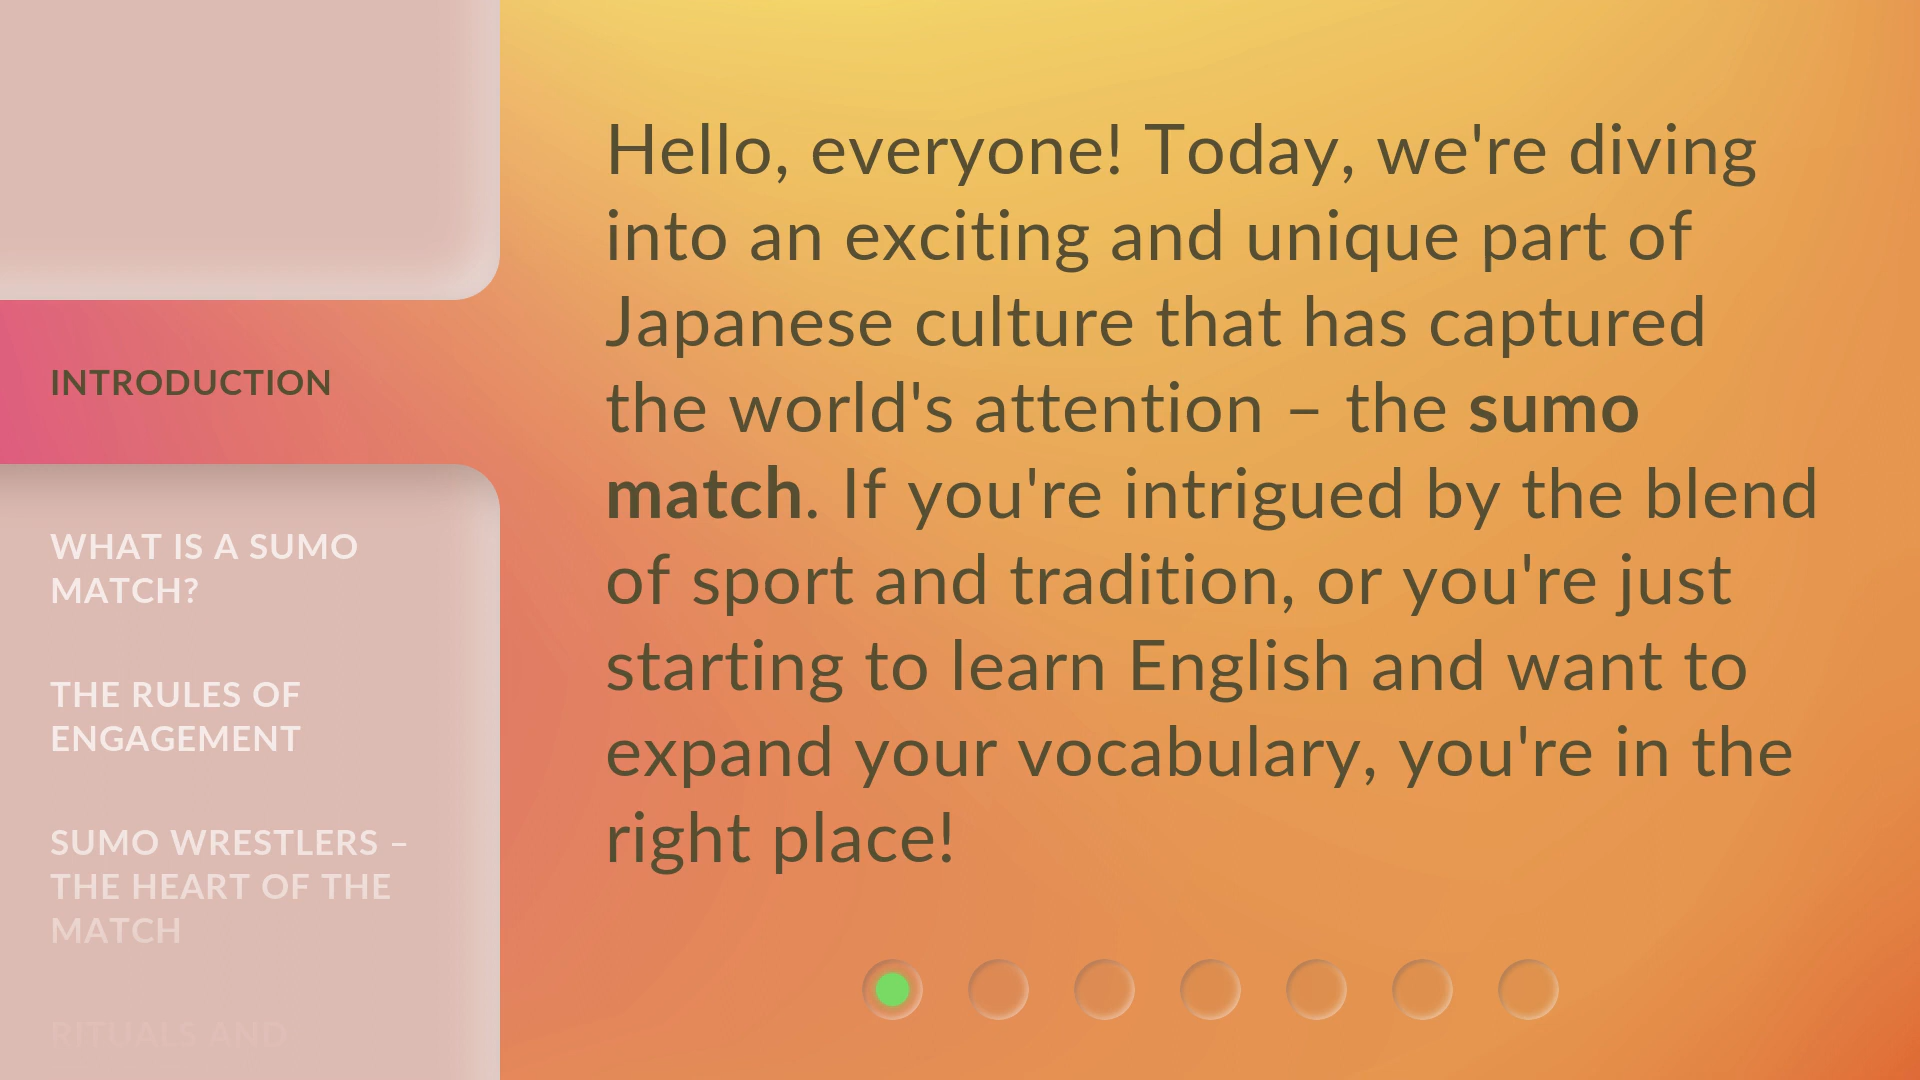 INTRODUCTION
WHAT IS A SUMO
MATCH?
THE RULES OF
ENGAGEMENT
SUMO WRESTLERS –
THE HEART OF THE
MATCH
RITUALS AND
Hello, everyone! Today, we're diving
into an exciting and unique part of
Japanese culture that has captured
the world's attention – the sumo
match. If you're intrigued by the blend
of sport and tradition, or you're just
starting to learn English and want to
expand your vocabulary, you're in the
right place!